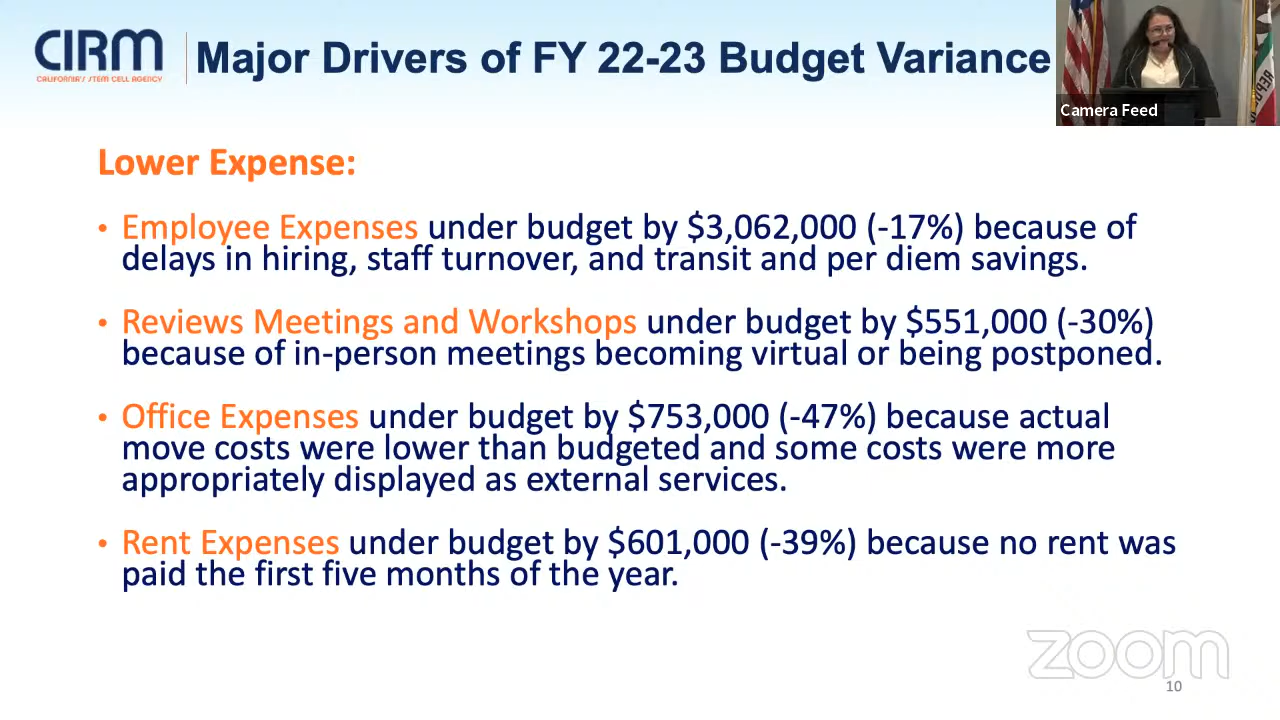 CIRM
CALIFORNIA'S STEM CELL AGENCY
Major Drivers of FY 22-23 Budget Variance
Camera Feed
Lower Expense:
• Employee Expenses under budget by $3,062,000 (-17%) because of
delays in hiring, staff turnover, and transit and per diem savings.
• Reviews Meetings and Workshops under budget by $551,000 (-30%)
because of in-person meetings becoming virtual or being postponed.
• Office Expenses under budget by $753,000 (-47%) because actual
move costs were lower than budgeted and some costs were more
appropriately displayed as external services.
• Rent Expenses under budget by $601,000 (-39%) because no rent was
paid the first five months of the year.
zoom
10